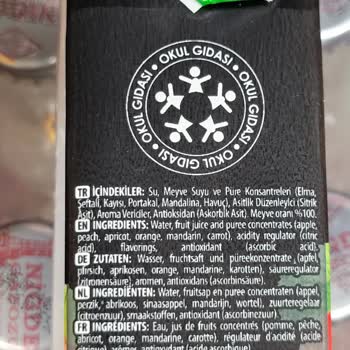 OKUL GIDASI • OKUL GIDASI • OKUL GIDASI • OKUL GIDASI •
TR İÇİNDEKİLER: Su, Meyve Suyu ve Püre Konsantreleri (Elma,
Şeftali, Kayısı, Portakal, Mandalina, Havuç), Asitlik Düzenleyici (Sitrik
Asit), Aroma Vericiler, Antioksidan (Askorbik Asit). Meyve oranı %100.
EN INGREDIENTS: Water, fruit juice and puree concentrates (apple,
peach, apricot, orange, mandarin, carrot), acidity regulator (citric
acid), flavorings, antioxidant (ascorbic acid).
DE ZUTATEN: Wasser, fruchtsaft und püreekonzentrate (apfel,
pfirsich, aprikosen, orange, mandarine, karotten), säureregulator
(zitronensäure), aromen, antioxidans (ascorbinsäure).
NL INGREDIËNTEN: Water, fruitsap en puree concentraten (appel,
perzik, abrikoos, sinaasappel, mandarijn, wortel), zuurteregelaar
(citroenzuur), smaakstoffen, antioxidant (ascorbinezuur).
FR INGRÉDIENTS: Eau, jus de fruits concentrés (pomme, pêche,
abricot, orange, mandarine, carotte), régulateur d'acidité (acide
citrique), arômes, antioxydant (acide ascorbique).